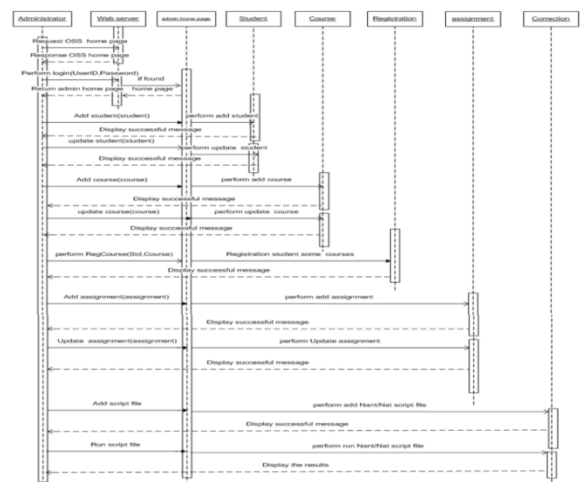 Administrator
Web server
admin home page
Student
Course
Registration
assignment
Correction
Request OSS home page
Response OSS home page
Perform login(UserID,Password)
if found
Return admin home page
home page
Add student(student)
perform add student
Display successful message
update student(student)
perform update student
Display successful message
Add course(course)
perform add course
Display successful message
update course(course)
perform update course
Display successful message
perform RegCourse(Std,Course)
Registration student some courses
Display successful message
Add assignment(assignment)
perform add assignment
Display successful message
Update assignment(assignment)
perform Update assignment
Display successful message
Add script file
perform add Nant/Nat script file
Display successful message
Run script file
perform run Nant/Nat script file
Display the results